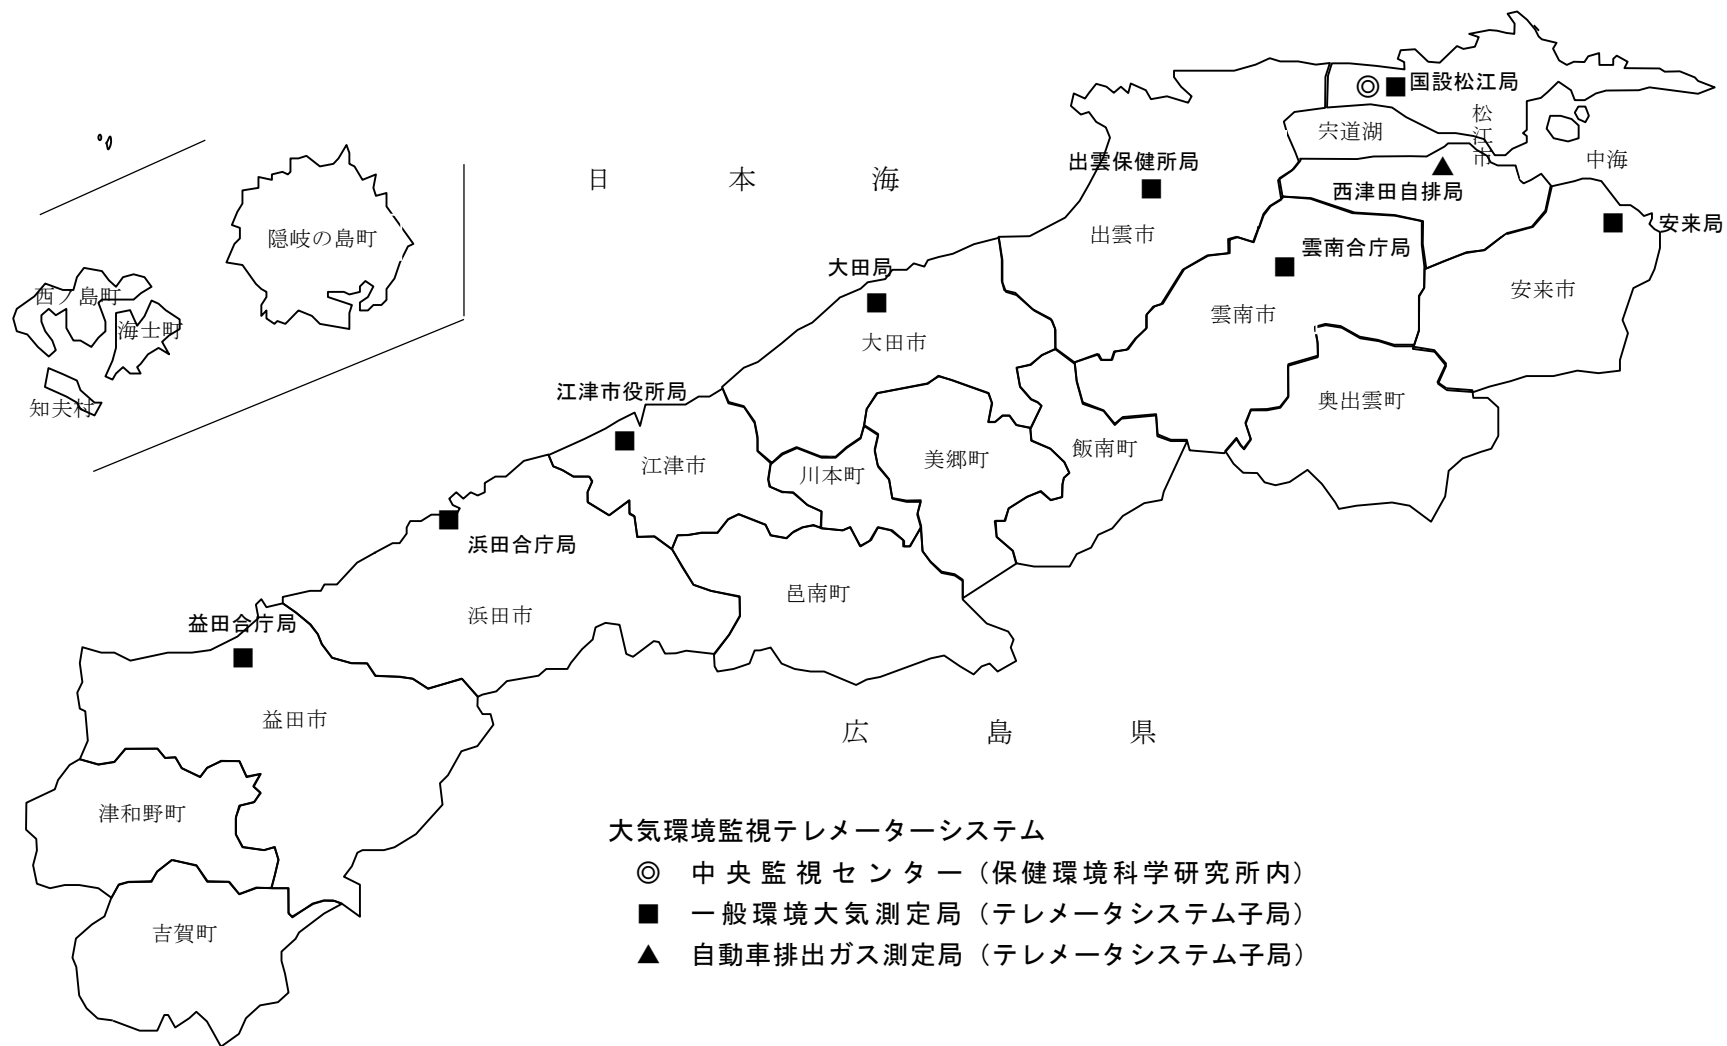 国設松江局
松江市
宍道湖
中海
出雲保健所局
西津田自排局
日本海
安来局
隠岐の島町
出雲市
雲南合庁局
大田局
安来市
西ノ島町
雲南市
海士町
大田市
江津市役所局
奥出雲町
知夫村
飯南町
美郷町
江津市
川本町
浜田合庁局
邑南町
浜田市
益田合庁局
益田市
広島県
津和野町
吉賀町
大気環境監視テレメーターシステム
◎ 中央監視センター（保健環境科学研究所内）
■ 一般環境大気測定局（テレメータシステム子局）
▲ 自動車排出ガス測定局（テレメータシステム子局）